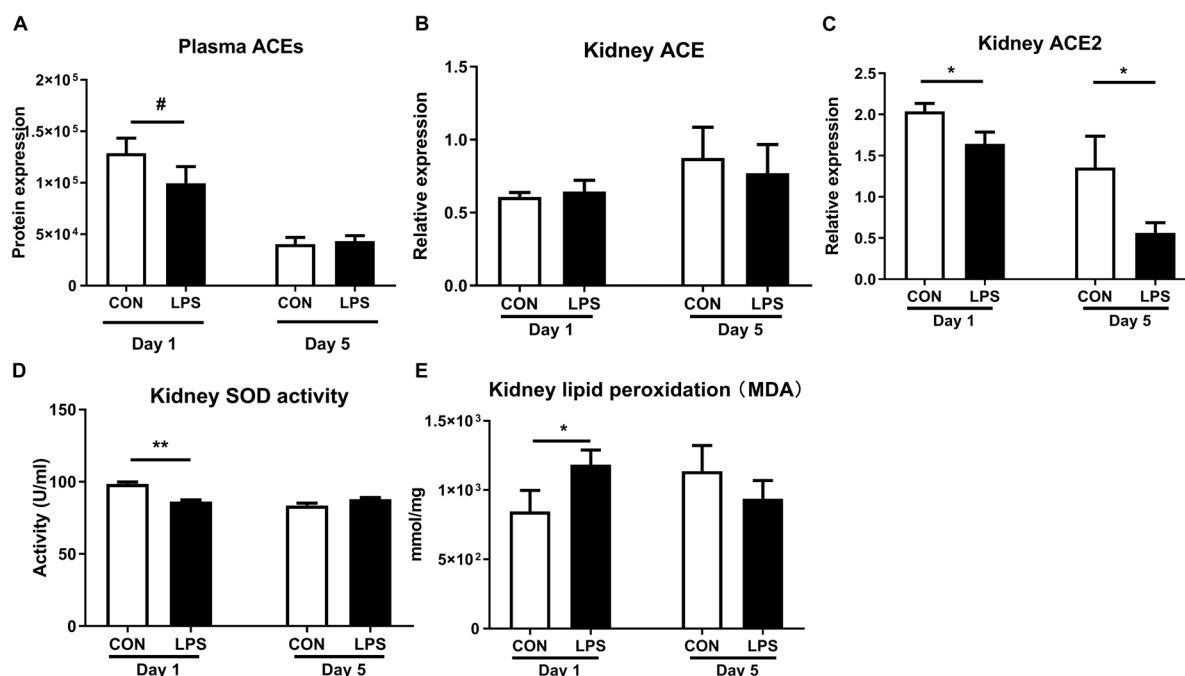 A
Plasma ACEs
Protein expression
2×10⁵
1.5×10⁵
1×10⁵
5×10⁴
0
#
CON LPS CON LPS
Day 1 Day 5
B
Kidney ACE
Relative expression
1.5
1.0
0.5
0.0
CON LPS CON LPS
Day 1 Day 5
C
Kidney ACE2
Relative expression
2.5
2.0
1.5
1.0
0.5
0.0
* *
CON LPS CON LPS
Day 1 Day 5
D
Kidney SOD activity
Activity (U/ml)
150
100
50
0
**
CON LPS CON LPS
Day 1 Day 5
E
Kidney lipid peroxidation（MDA）
mmol/mg
1.5×10³
1×10³
5×10²
0
*
CON LPS CON LPS
Day 1 Day 5